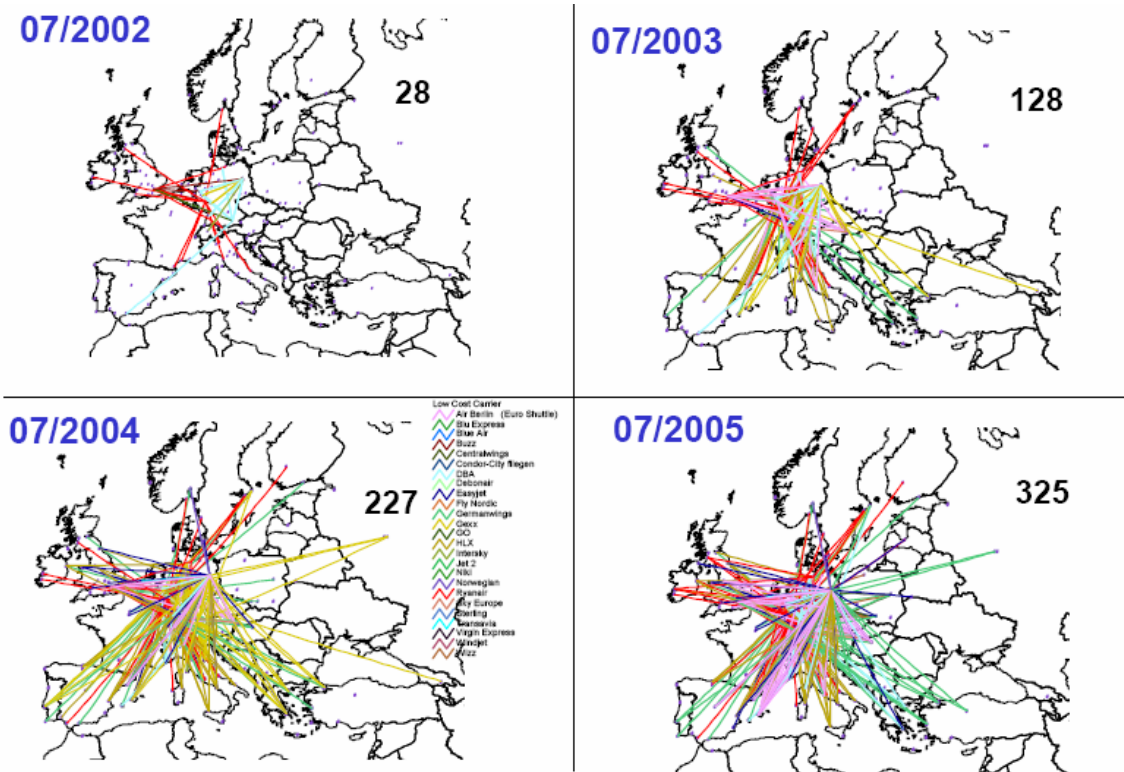 07/2002
28
07/2003
128
07/2004
227
Low Cost Carrier
Air Berlin (Euro Shuttle)
Blu Express
Blue Air
Buzz
Centralwings
Condor-City fliegen
DBA
Debonair
Easyjet
Fly Nordic
Germanwings
Gexx
GO
HLX
Intersky
Jet 2
Niki
Norwegian
Ryanair
Sky Europe
Sterling
Transavia
Virgin Express
Windjet
Wizz
07/2005
325